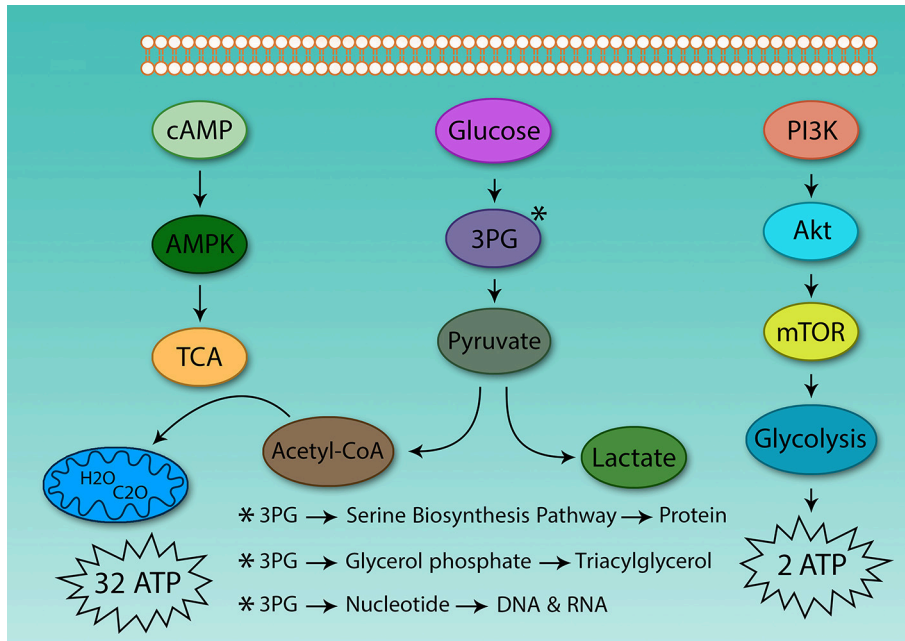 cAMP
Glucose
PI3K
AMPK
3PG *
Akt
TCA
Pyruvate
mTOR
Acetyl-CoA
Lactate
Glycolysis
H2O
C2O
* 3PG → Serine Biosynthesis Pathway → Protein
* 3PG → Glycerol phosphate → Triacylglycerol
* 3PG → Nucleotide → DNA & RNA
32 ATP
2 ATP